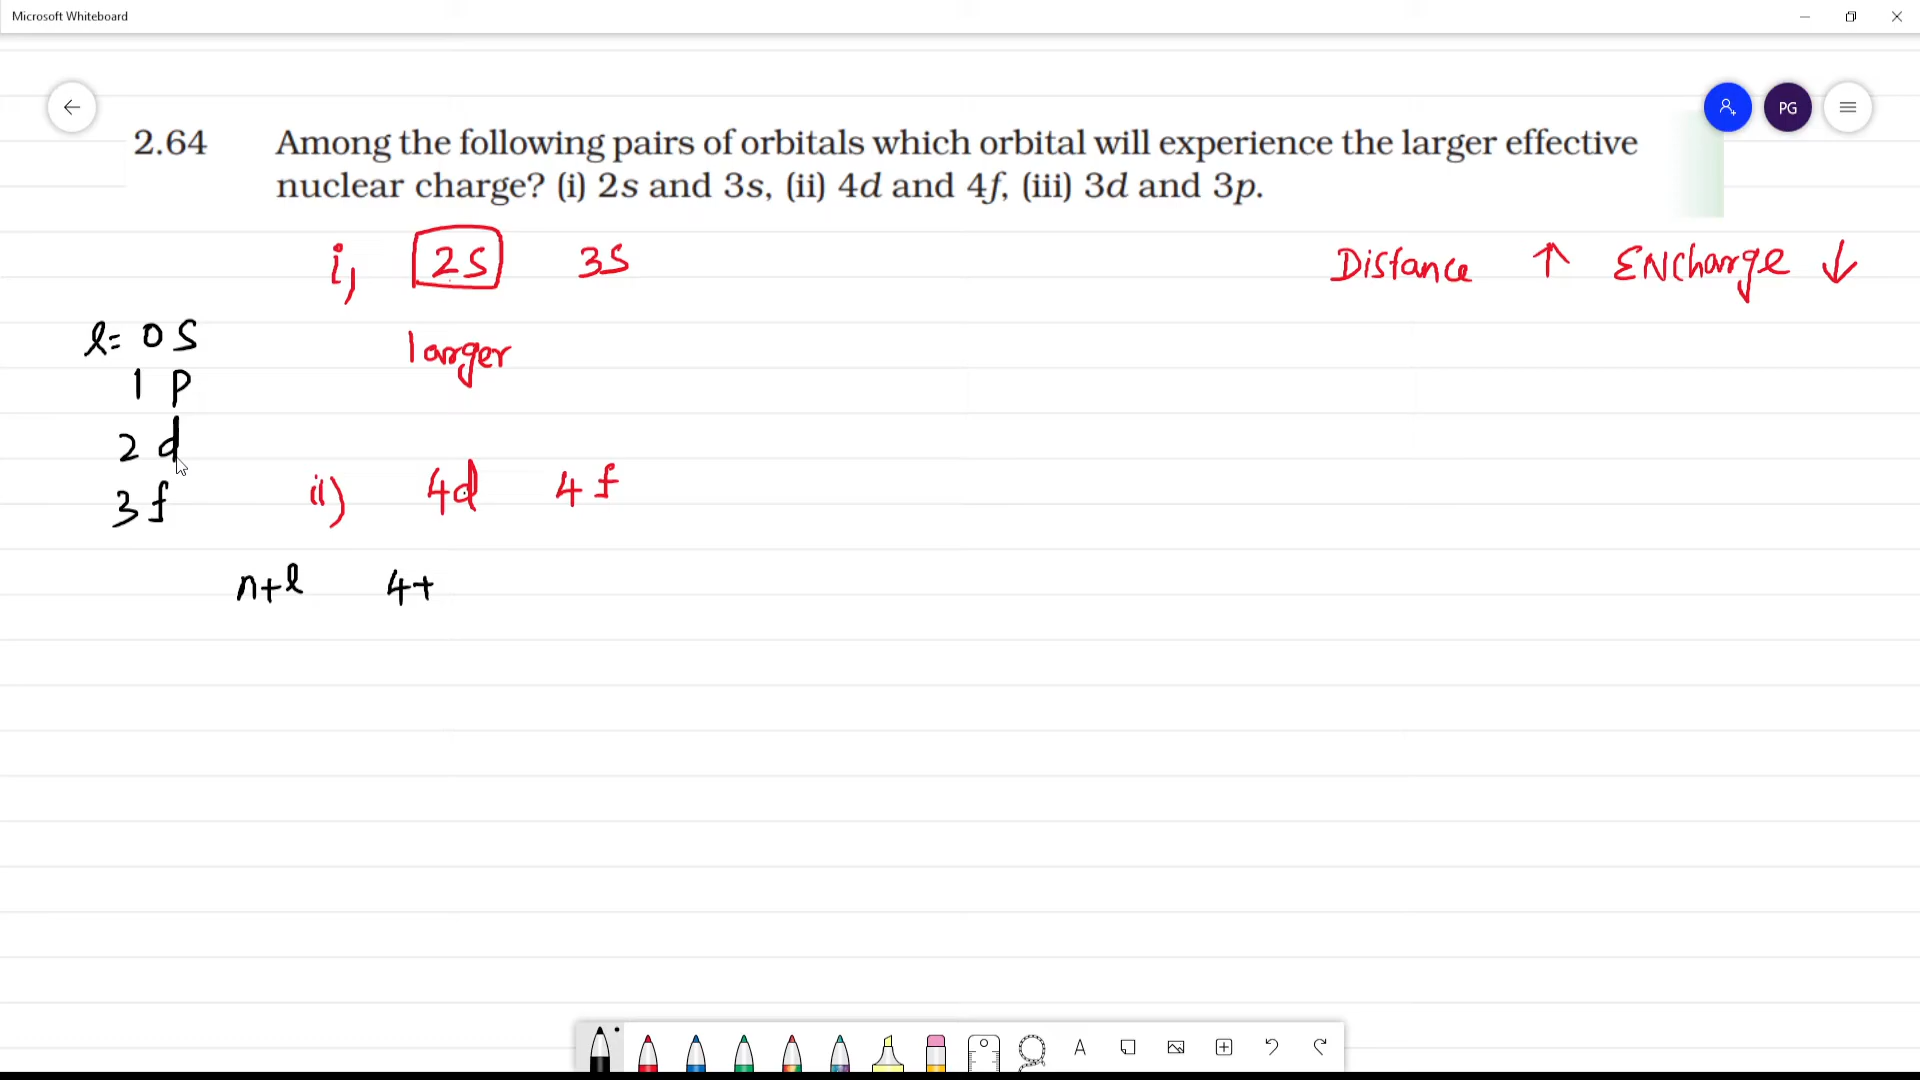 Microsoft Whiteboard
PG
2.64 Among the following pairs of orbitals which orbital will experience the larger effective
nuclear charge? (i) 2s and 3s, (ii) 4d and 4f, (iii) 3d and 3p.
i, 2s 3s Distance ↑ ENcharge ↓
l= 0 s
larger
1 p
2 d
ii) 4d 4f
3 f
n+l 4+
A